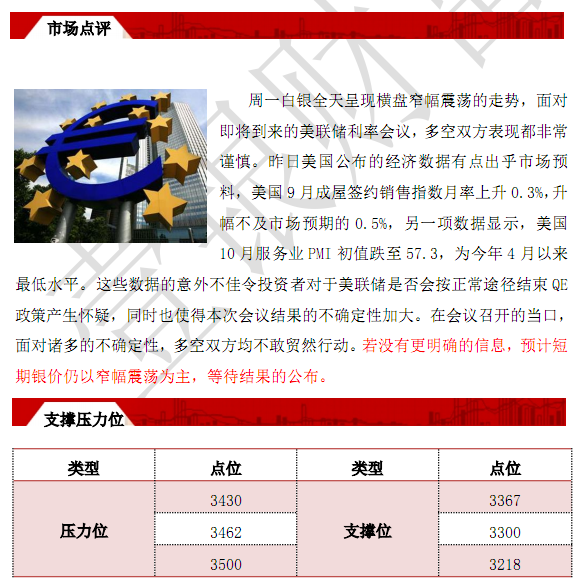 市场点评
周一白银全天呈现横盘窄幅震荡的走势，面对
即将到来的美联储利率会议，多空双方表现都非常
谨慎。昨日美国公布的经济数据有点出乎市场预
料，美国 9 月成屋签约销售指数月率上升 0.3%,升
幅不及市场预期的 0.5%，另一项数据显示，美国
10 月服务业 PMI 初值跌至 57.3，为今年 4 月以来
最低水平。这些数据的意外不佳令投资者对于美联储是否会按正常途径结束 QE
政策产生怀疑，同时也使得本次会议结果的不确定性加大。在会议召开的当口，
面对诸多的不确定性，多空双方均不敢贸然行动。若没有更明确的信息，预计短
期银价仍以窄幅震荡为主，等待结果的公布。
支撑压力位
类型 点位 类型 点位
压力位 3430 支撑位 3367
3462 3300
3500 3218